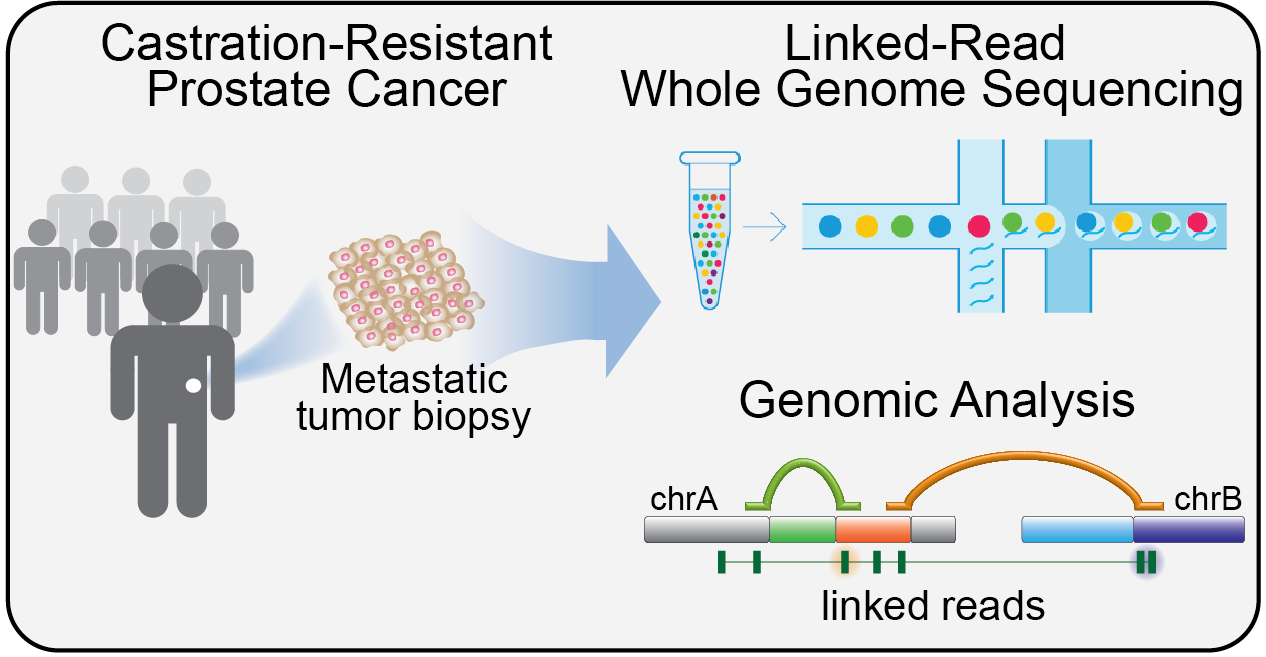 Castration-Resistant
Prostate Cancer
Linked-Read
Whole Genome Sequencing
Metastatic
tumor biopsy
Genomic Analysis
chrA
chrB
linked reads